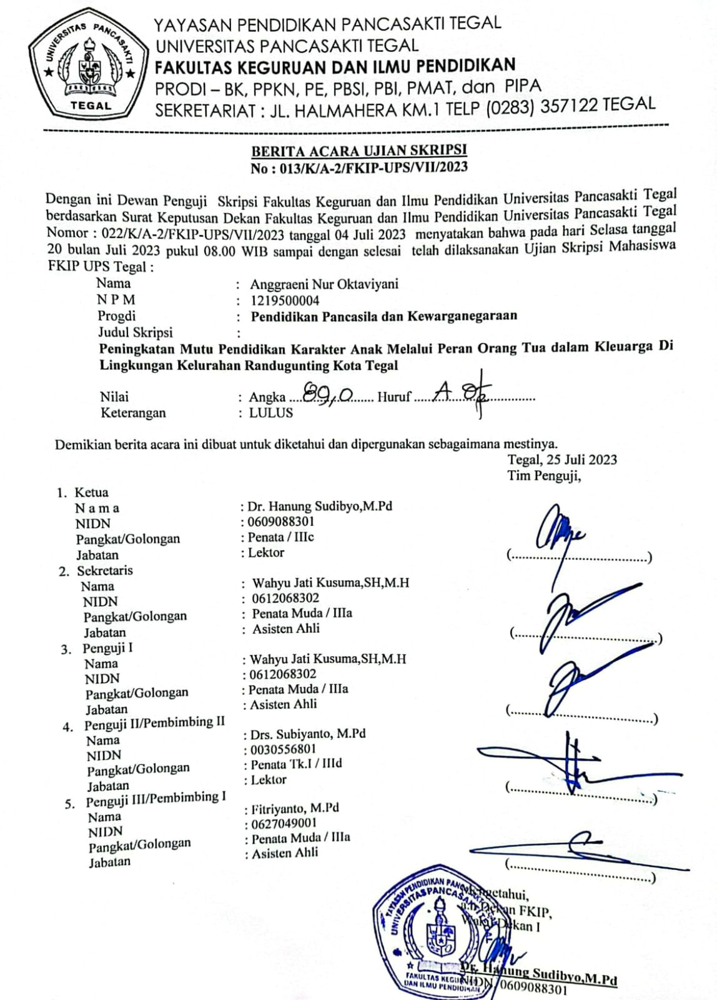 UNIVERSITAS PANCASAKTI
TEGAL
YAYASAN PENDIDIKAN PANCASAKTI TEGAL
UNIVERSITAS PANCASAKTI TEGAL
FAKULTAS KEGURUAN DAN ILMU PENDIDIKAN
PRODI – BK, PPKN, PE, PBSI, PBI, PMAT, dan PIPA
SEKRETARIAT : JL. HALMAHERA KM.1 TELP (0283) 357122 TEGAL
BERITA ACARA UJIAN SKRIPSI
No : 013/K/A-2/FKIP-UPS/VII/2023
Dengan ini Dewan Penguji Skripsi Fakultas Keguruan dan Ilmu Pendidikan Universitas Pancasakti Tegal
berdasarkan Surat Keputusan Dekan Fakultas Keguruan dan Ilmu Pendidikan Universitas Pancasakti Tegal
Nomor : 022/K/A-2/FKIP-UPS/VII/2023 tanggal 04 Juli 2023 menyatakan bahwa pada hari Selasa tanggal
20 bulan Juli 2023 pukul 08.00 WIB sampai dengan selesai telah dilaksanakan Ujian Skripsi Mahasiswa
FKIP UPS Tegal :
Nama : Anggraeni Nur Oktaviyani
N P M : 1219500004
Progdi : Pendidikan Pancasila dan Kewarganegaraan
Judul Skripsi :
Peningkatan Mutu Pendidikan Karakter Anak Melalui Peran Orang Tua dalam Kleuarga Di
Lingkungan Kelurahan Randugunting Kota Tegal
Nilai : Angka ....89,0...... Huruf ......A..................
Keterangan : LULUS
Demikian berita acara ini dibuat untuk diketahui dan dipergunakan sebagaimana mestinya.
Tegal, 25 Juli 2023
Tim Penguji,
1. Ketua
N a m a : Dr. Hanung Sudibyo,M.Pd
NIDN : 0609088301
Pangkat/Golongan : Penata / IIIc
Jabatan : Lektor
(......................................)
2. Sekretaris
Nama : Wahyu Jati Kusuma,SH,M.H
NIDN : 0612068302
Pangkat/Golongan : Penata Muda / IIIa
Jabatan : Asisten Ahli
(......................................)
3. Penguji I
Nama : Wahyu Jati Kusuma,SH,M.H
NIDN : 0612068302
Pangkat/Golongan : Penata Muda / IIIa
Jabatan : Asisten Ahli
(......................................)
4. Penguji II/Pembimbing II
Nama : Drs. Subiyanto, M.Pd
NIDN : 0030556801
Pangkat/Golongan : Penata Tk.I / IIId
Jabatan : Lektor
(......................................)
5. Penguji III/Pembimbing I
Nama : Fitriyanto, M.Pd
NIDN : 0627049001
Pangkat/Golongan : Penata Muda / IIIa
Jabatan : Asisten Ahli
(......................................)
Mengetahui,
a.n Dekan FKIP,
Wakil Dekan I
YAYASAN PENDIDIKAN PANCASAKTI TEGAL
UNIVERSITAS PANCASAKTI TEGAL
FAKULTAS KEGURUAN
DAN ILMU PENDIDIKAN
Dr. Hanung Sudibyo,M.Pd
NIDN 0609088301